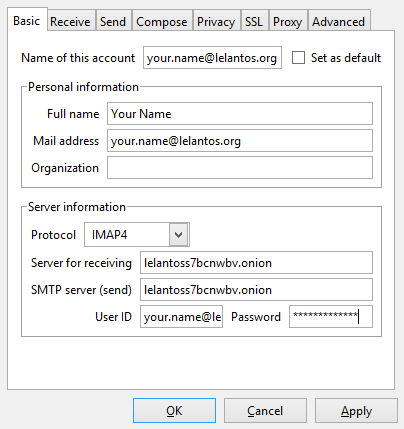 Basic Receive Send Compose Privacy SSL Proxy Advanced
Name of this account your.name@lelantos.org Set as default
Personal information
Full name Your Name
Mail address your.name@lelantos.org
Organization
Server information
Protocol IMAP4
Server for receiving lelantoss7bcnwbv.onion
SMTP server (send) lelantoss7bcnwbv.onion
User ID your.name@le Password *************
OK Cancel Apply